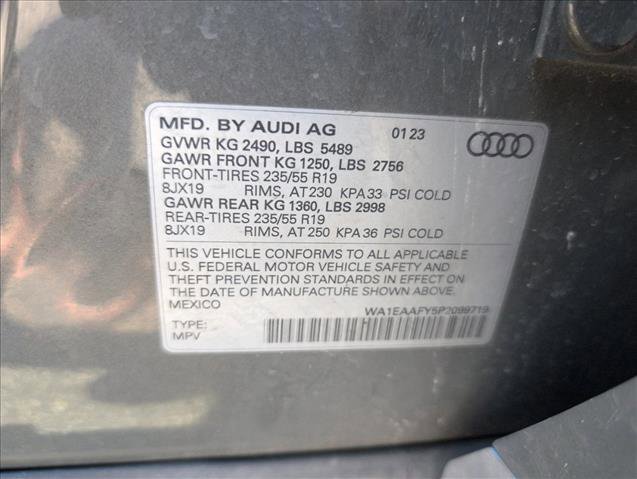 MFD. BY AUDI AG 01 23
GVWR KG 2490, LBS 5489
GAWR FRONT KG 1250, LBS 2756
FRONT-TIRES 235/55 R19
8JX19 RIMS, AT 230 KPA 33 PSI COLD
GAWR REAR KG 1360, LBS 2998
REAR-TIRES 235/55 R19
8JX19 RIMS, AT 250 KPA 36 PSI COLD
THIS VEHICLE CONFORMS TO ALL APPLICABLE
U.S. FEDERAL MOTOR VEHICLE SAFETY AND
THEFT PREVENTION STANDARDS IN EFFECT ON
THE DATE OF MANUFACTURE SHOWN ABOVE.
MEXICO
WA1EAAFY5P2099719
TYPE:
MPV